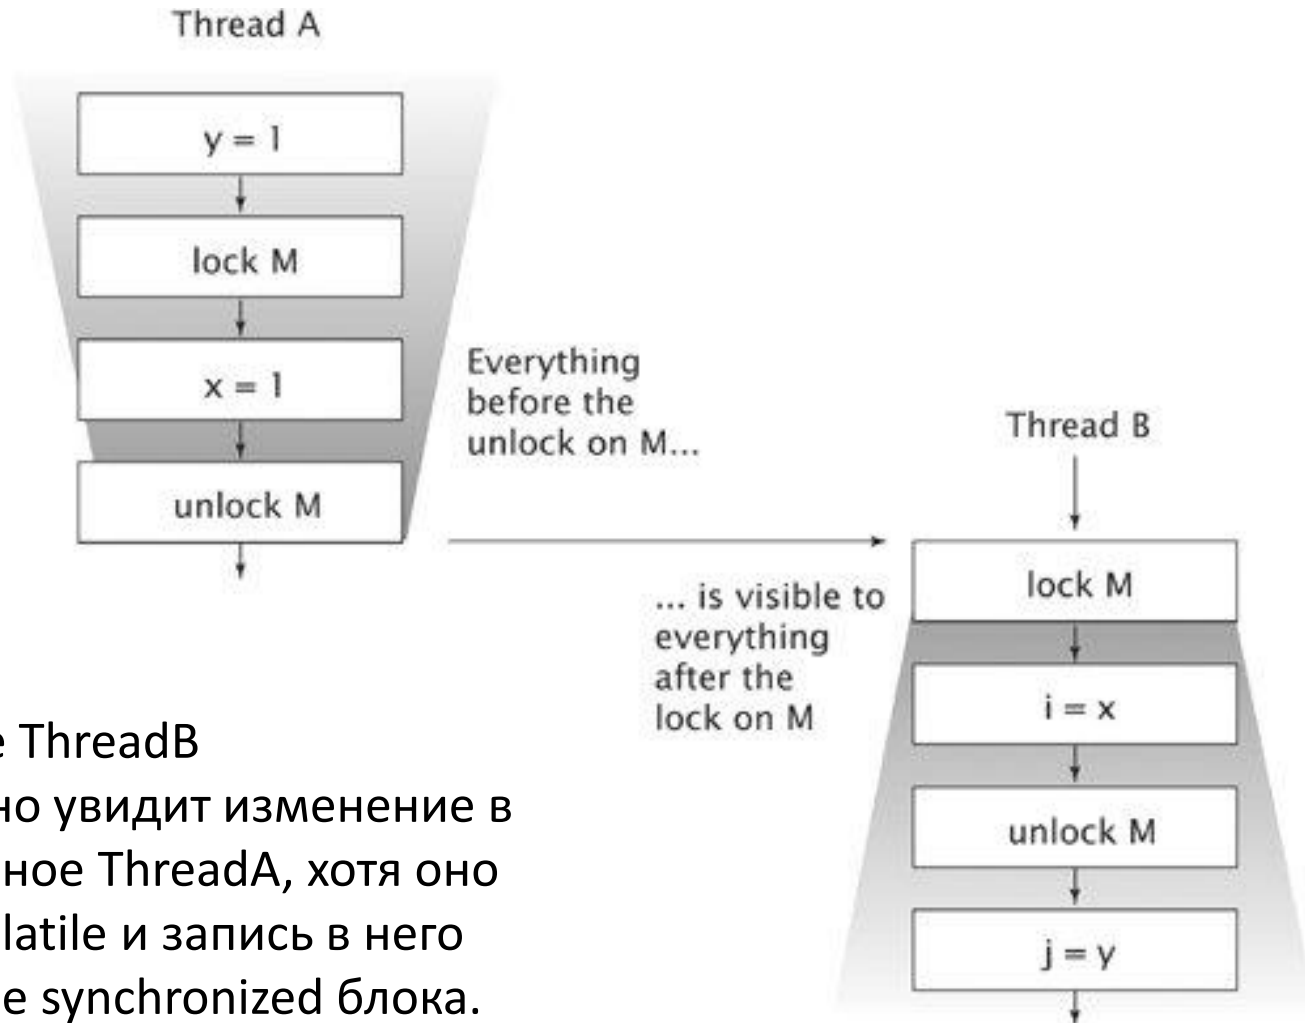 Thread A
y = 1
lock M
x = 1
unlock M
Everything
before the
unlock on M...
Thread B
lock M
... is visible to
everything
after the
lock on M
i = x
unlock M
j = y
е ThreadB
но увидит изменение в
ное ThreadA, хотя оно
latile и запись в него
е synchronized блока.